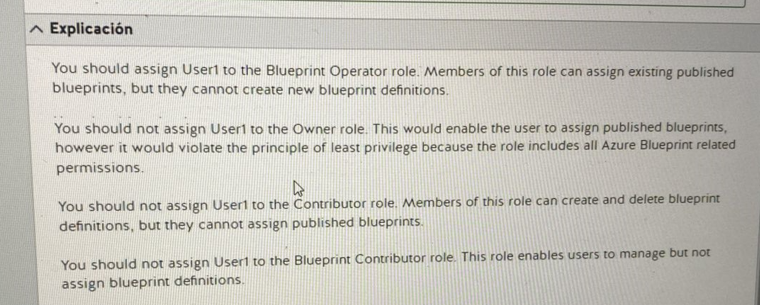 Explicación
You should assign User1 to the Blueprint Operator role. Members of this role can assign existing published
blueprints, but they cannot create new blueprint definitions.
You should not assign User1 to the Owner role. This would enable the user to assign published blueprints,
however it would violate the principle of least privilege because the role includes all Azure Blueprint related
permissions.
You should not assign User1 to the Contributor role. Members of this role can create and delete blueprint
definitions, but they cannot assign published blueprints.
You should not assign User1 to the Blueprint Contributor role. This role enables users to manage but not
assign blueprint definitions.